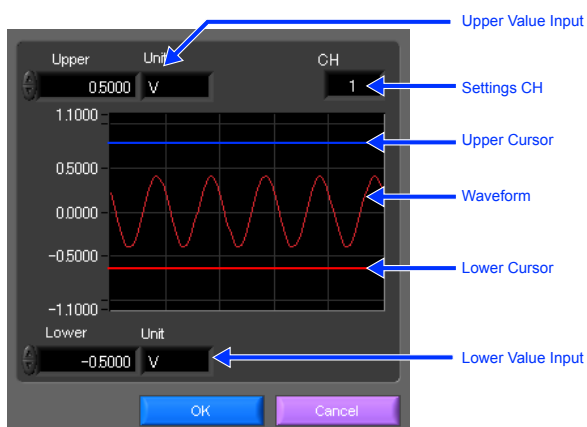 Upper Value Input
Upper Unit CH
0.5000 V 1
Settings CH
1.1000
Upper Cursor
0.5000
Waveform
0.0000
-0.5000
Lower Cursor
-1.1000
Lower Unit
-0.5000 V
Lower Value Input
OK Cancel